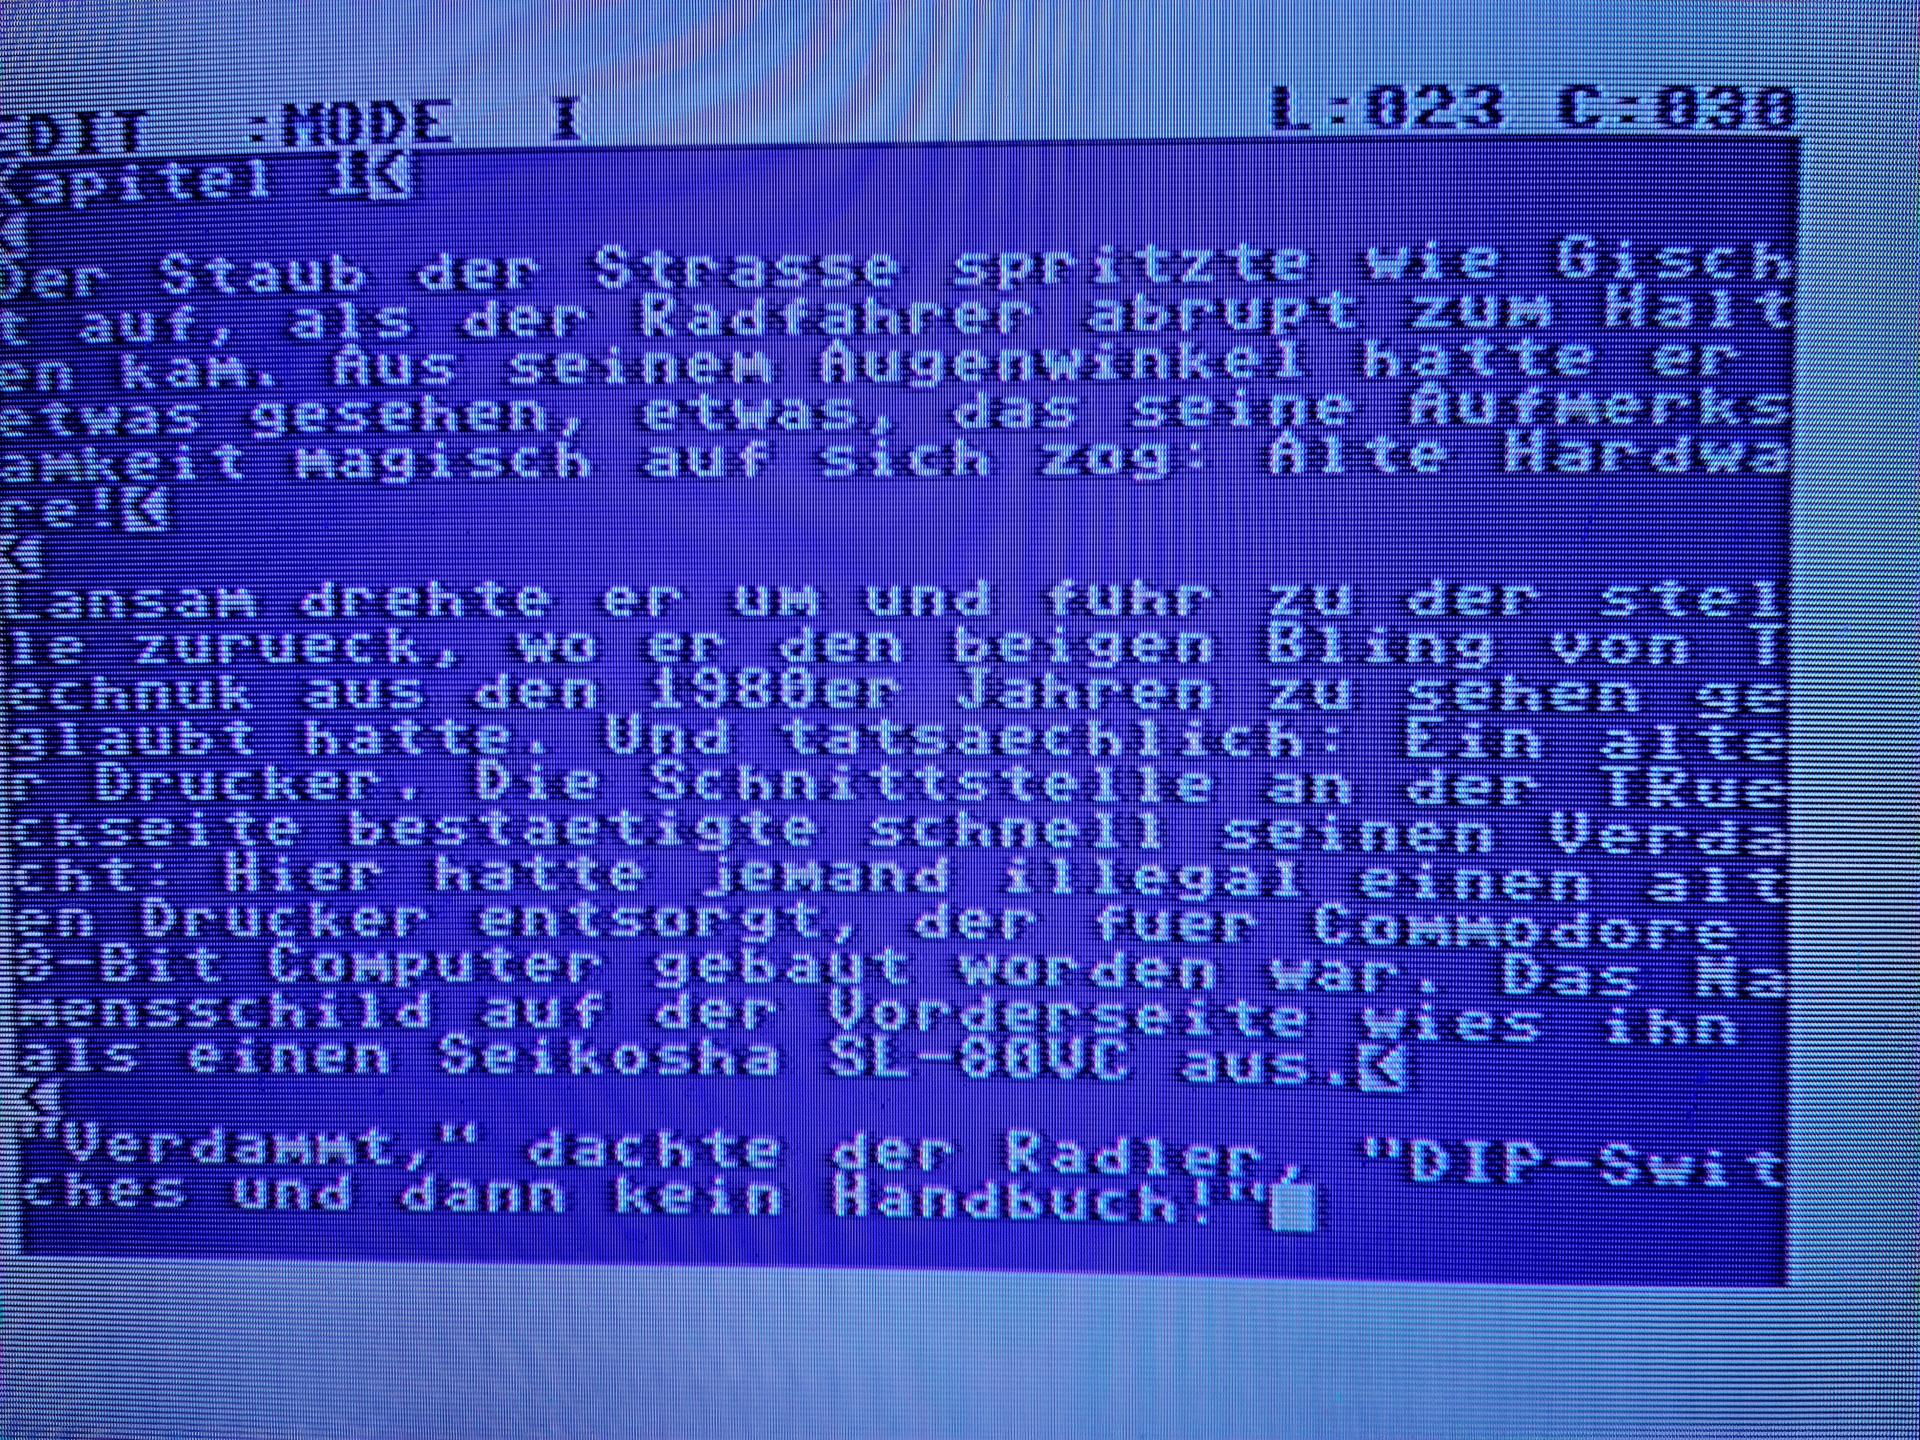 EDIT :MODE I L:023 C:030
Kapitel 1<
<
Der Staub der Strasse spritzte wie Gisch
t auf, als der Radfahrer abrupt zum Halt
en kam. Aus seinem Augenwinkel hatte er
etwas gesehen, etwas, das seine Aufmerks
amkeit magisch auf sich zog: Alte Hardwa
re!<
<
Lansam drehte er um und fuhr zu der stel
le zurueck, wo er den beigen Bling von T
echnuk aus den 1980er Jahren zu sehen ge
glaubt hatte. Und tatsaechlich: Ein alte
r Drucker. Die Schnittstelle an der TRue
ckseite bestaetigte schnell seinen Verda
cht: Hier hatte jemand illegal einen alt
en Drucker entsorgt, der fuer Commodore
8-Bit Computer gebaut worden war. Das Na
mensschild auf der Vorderseite wies ihn
als einen Seikosha SL-80VC aus.<
<
"Verdammt," dachte der Radler, "DIP-Swit
ches und dann kein Handbuch!"